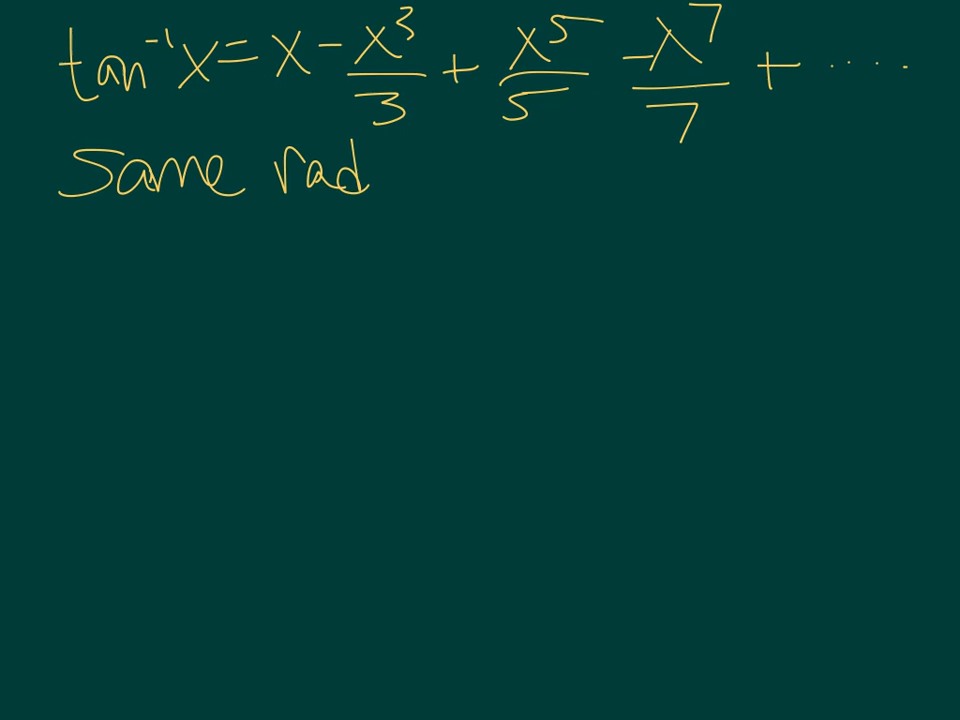 tan⁻¹x = x - x³/3 + x⁵/5 - x⁷/7 + ....
Same rad